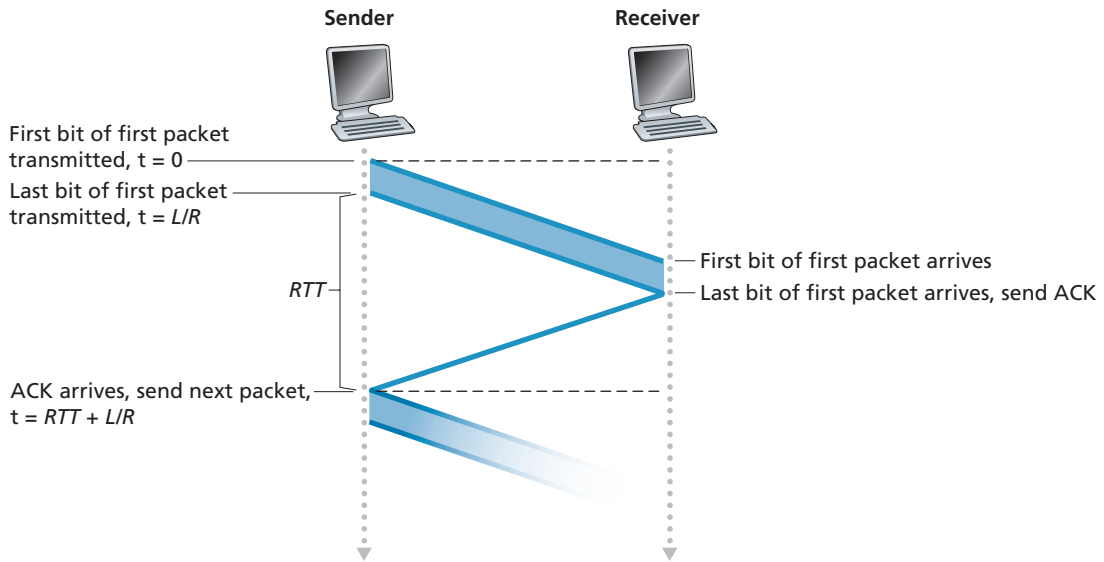 Sender
Receiver
First bit of first packet
transmitted, t = 0
Last bit of first packet
transmitted, t = L/R
RTT
First bit of first packet arrives
Last bit of first packet arrives, send ACK
ACK arrives, send next packet,
t = RTT + L/R